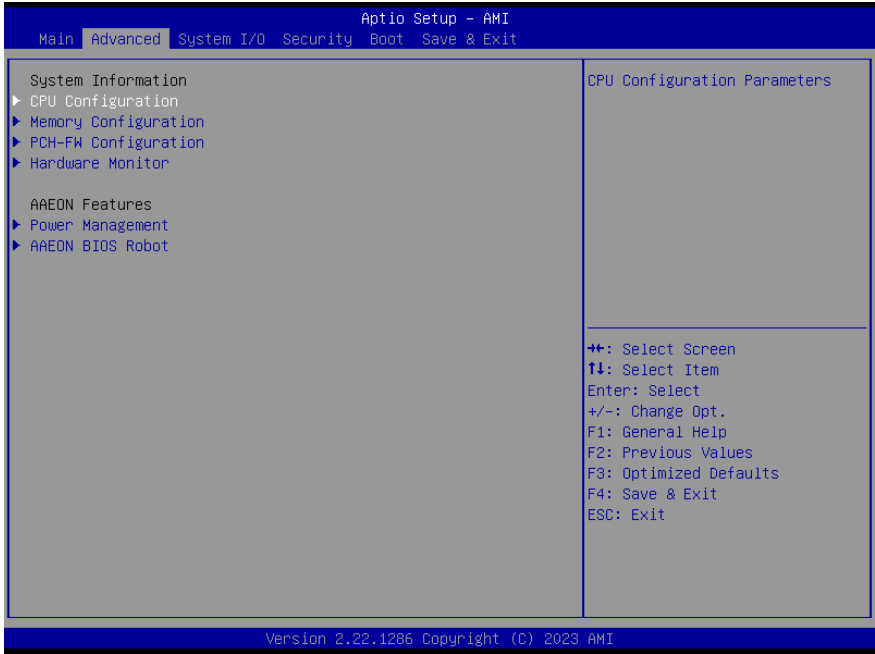 Aptio Setup – AMI
Main Advanced System I/O Security Boot Save & Exit
System Information
▶ CPU Configuration
▶ Memory Configuration
▶ PCH-FW Configuration
▶ Hardware Monitor
AAEON Features
▶ Power Management
▶ AAEON BIOS Robot
CPU Configuration Parameters
→←: Select Screen
↑↓: Select Item
Enter: Select
+/-: Change Opt.
F1: General Help
F2: Previous Values
F3: Optimized Defaults
F4: Save & Exit
ESC: Exit
Version 2.22.1286 Copyright (C) 2023 AMI